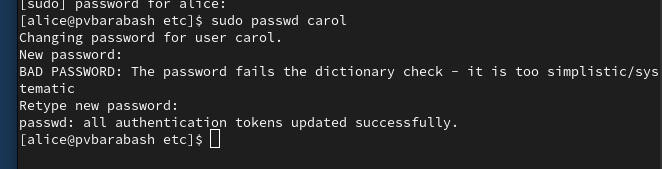 [sudo] password for alice:
[alice@pvbarabash etc]$ sudo passwd carol
Changing password for user carol.
New password:
BAD PASSWORD: The password fails the dictionary check - it is too simplistic/sys
tematic
Retype new password:
passwd: all authentication tokens updated successfully.
[alice@pvbarabash etc]$